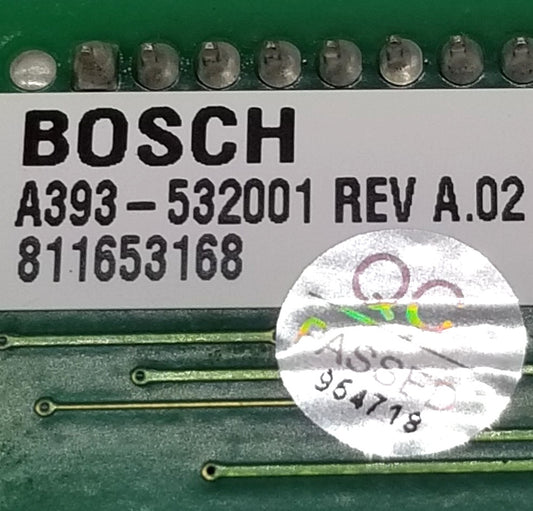 BOSCH
A393-532001 REV A.02
811653168
QC
PASSED
954718